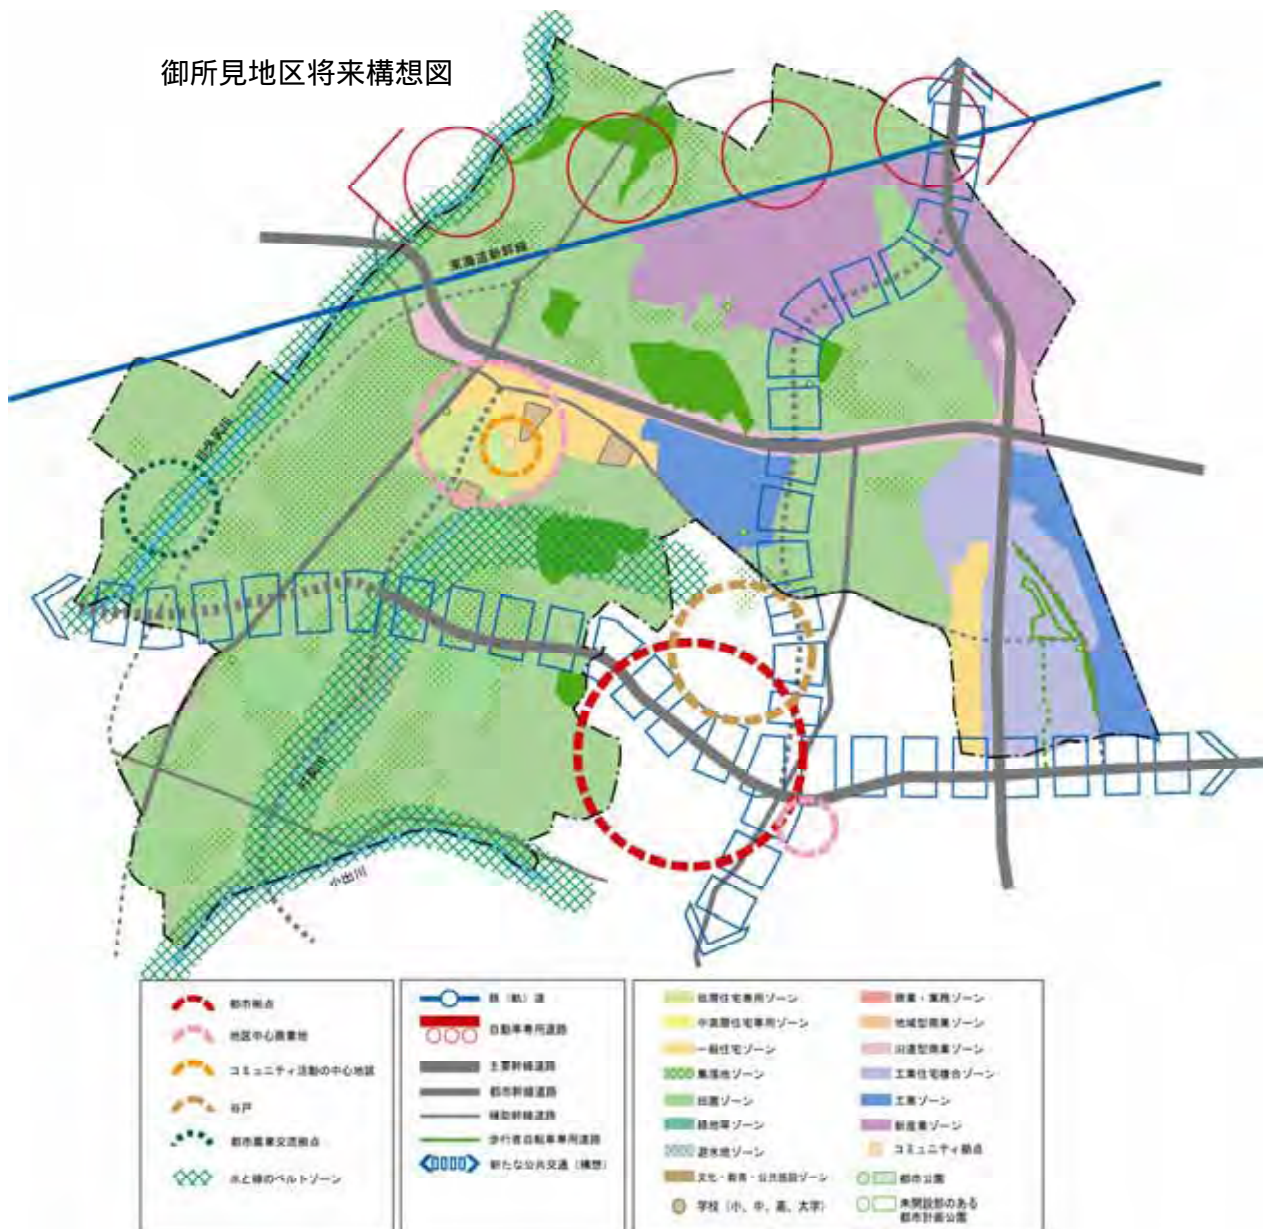 御所見地区将来構想図
東海道新幹線
小出川
都市拠点
地区中心商業地
コミュニティ活動の中心地区
谷戸
都市農業交流拠点
水と緑のベルトゾーン
鉄(軌)道
自動車専用道路
主要幹線道路
都市幹線道路
補助幹線道路
歩行者自転車専用道路
新たな公共交通(構想)
低層住宅専用ゾーン
中高層住宅専用ゾーン
一般住宅ゾーン
集落地ゾーン
田園ゾーン
緑地等ゾーン
遊水地ゾーン
文化・教育・公共施設ゾーン
学校(小、中、高、大学)
商業・業務ゾーン
地域型商業ゾーン
沿道型商業ゾーン
工業住宅複合ゾーン
工業ゾーン
新産業ゾーン
コミュニティ拠点
都市公園
未開設部のある
都市計画公園